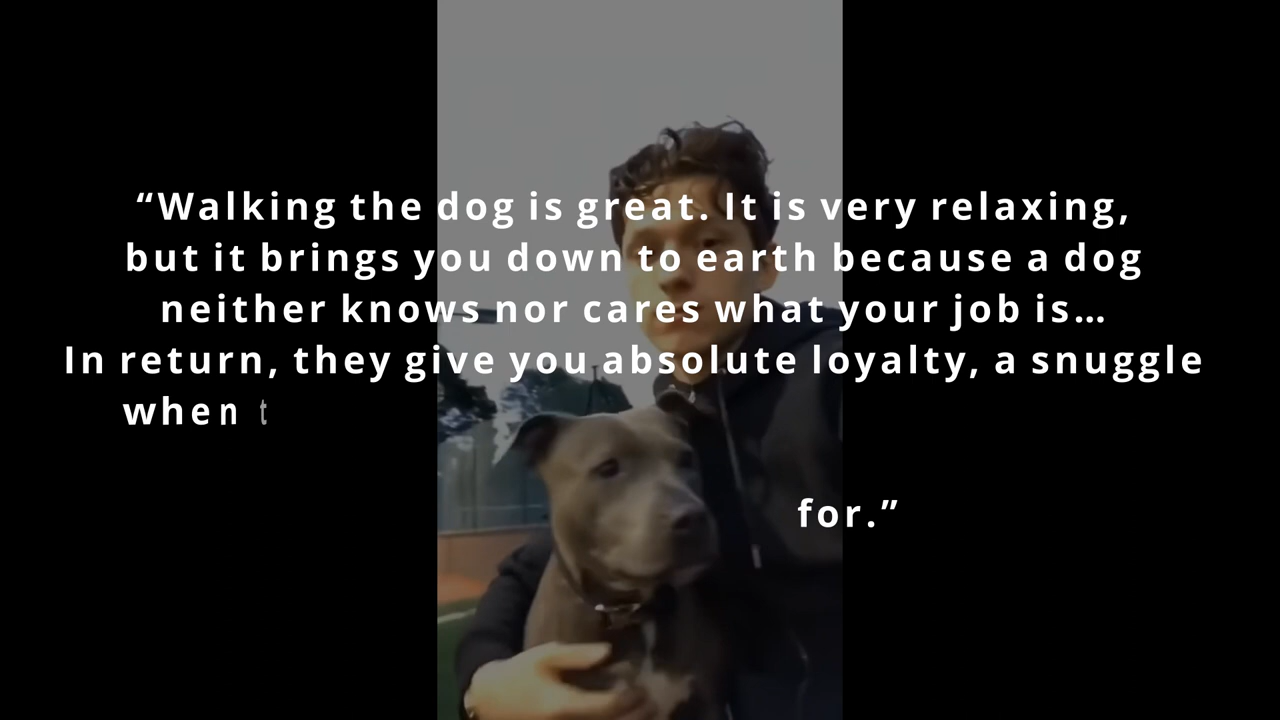 “Walking the dog is great. It is very relaxing,
but it brings you down to earth because a dog
neither knows nor cares what your job is…
In return, they give you absolute loyalty, a snuggle
when t
for.”